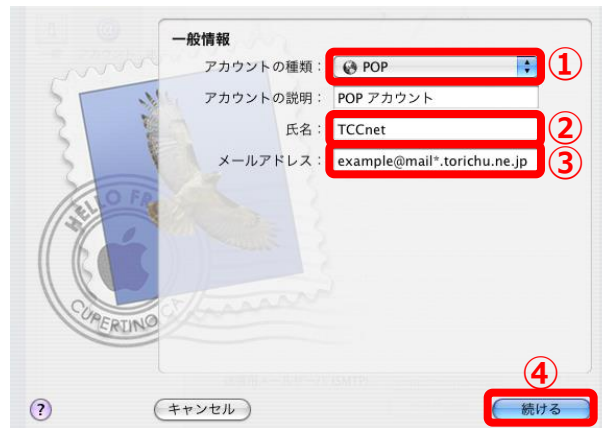 一般情報
アカウントの種類： POP ①
アカウントの説明： POP アカウント
氏名： TCCnet ②
メールアドレス： example@mail*.torichu.ne.jp ③
HELLO FR
CUPERTINO CA
④
? キャンセル 続ける